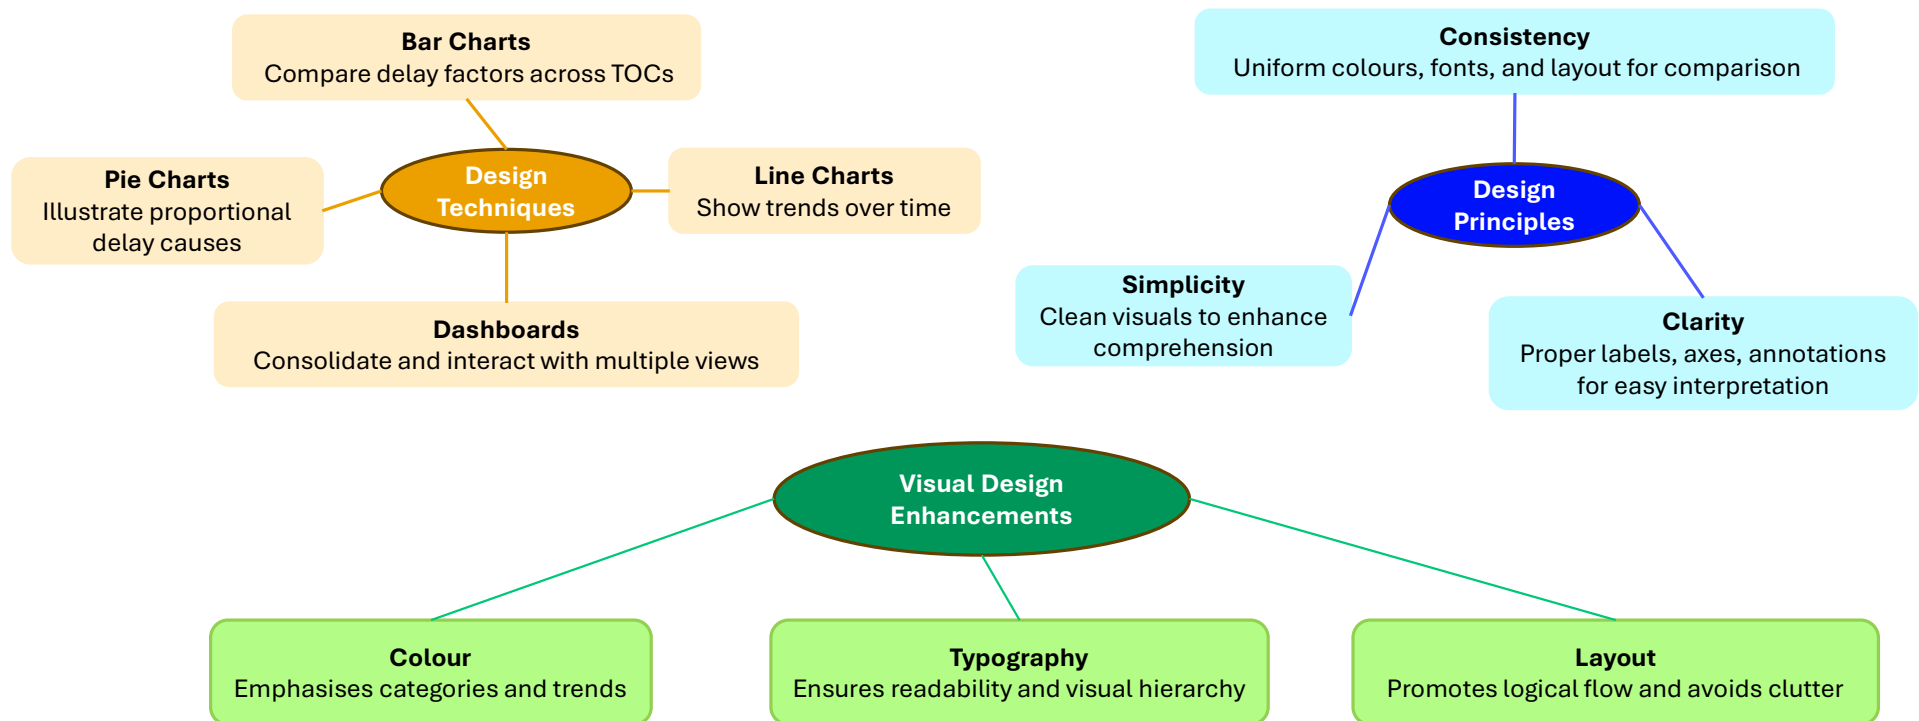 Bar Charts
Compare delay factors across TOCs
Design
Techniques
Pie Charts
Illustrate proportional
delay causes
Line Charts
Show trends over time
Dashboards
Consolidate and interact with multiple views
Consistency
Uniform colours, fonts, and layout for comparison
Design
Principles
Simplicity
Clean visuals to enhance
comprehension
Clarity
Proper labels, axes, annotations
for easy interpretation
Visual Design
Enhancements
Colour
Emphasises categories and trends
Typography
Ensures readability and visual hierarchy
Layout
Promotes logical flow and avoids clutter